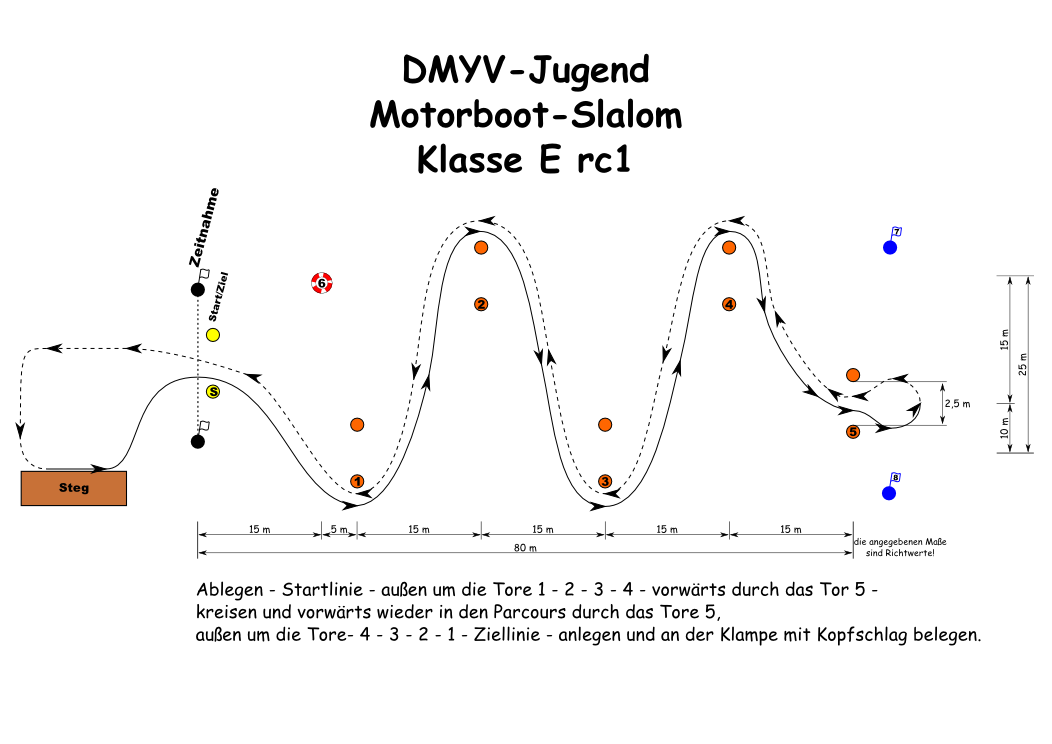 DMYV-Jugend
Motorboot-Slalom
Klasse E rc1
Zeitnahme
Start/Ziel
7
6
2
4
15 m
25 m
S
2,5 m
10 m
5
1
3
8
Steg
15 m
5 m
15 m
15 m
15 m
15 m
80 m
die angegebenen Maße
sind Richtwerte!
Ablegen - Startlinie - außen um die Tore 1 - 2 - 3 - 4 - vorwärts durch das Tor 5 -
kreisen und vorwärts wieder in den Parcours durch das Tore 5,
außen um die Tore- 4 - 3 - 2 - 1 - Ziellinie - anlegen und an der Klampe mit Kopfschlag belegen.